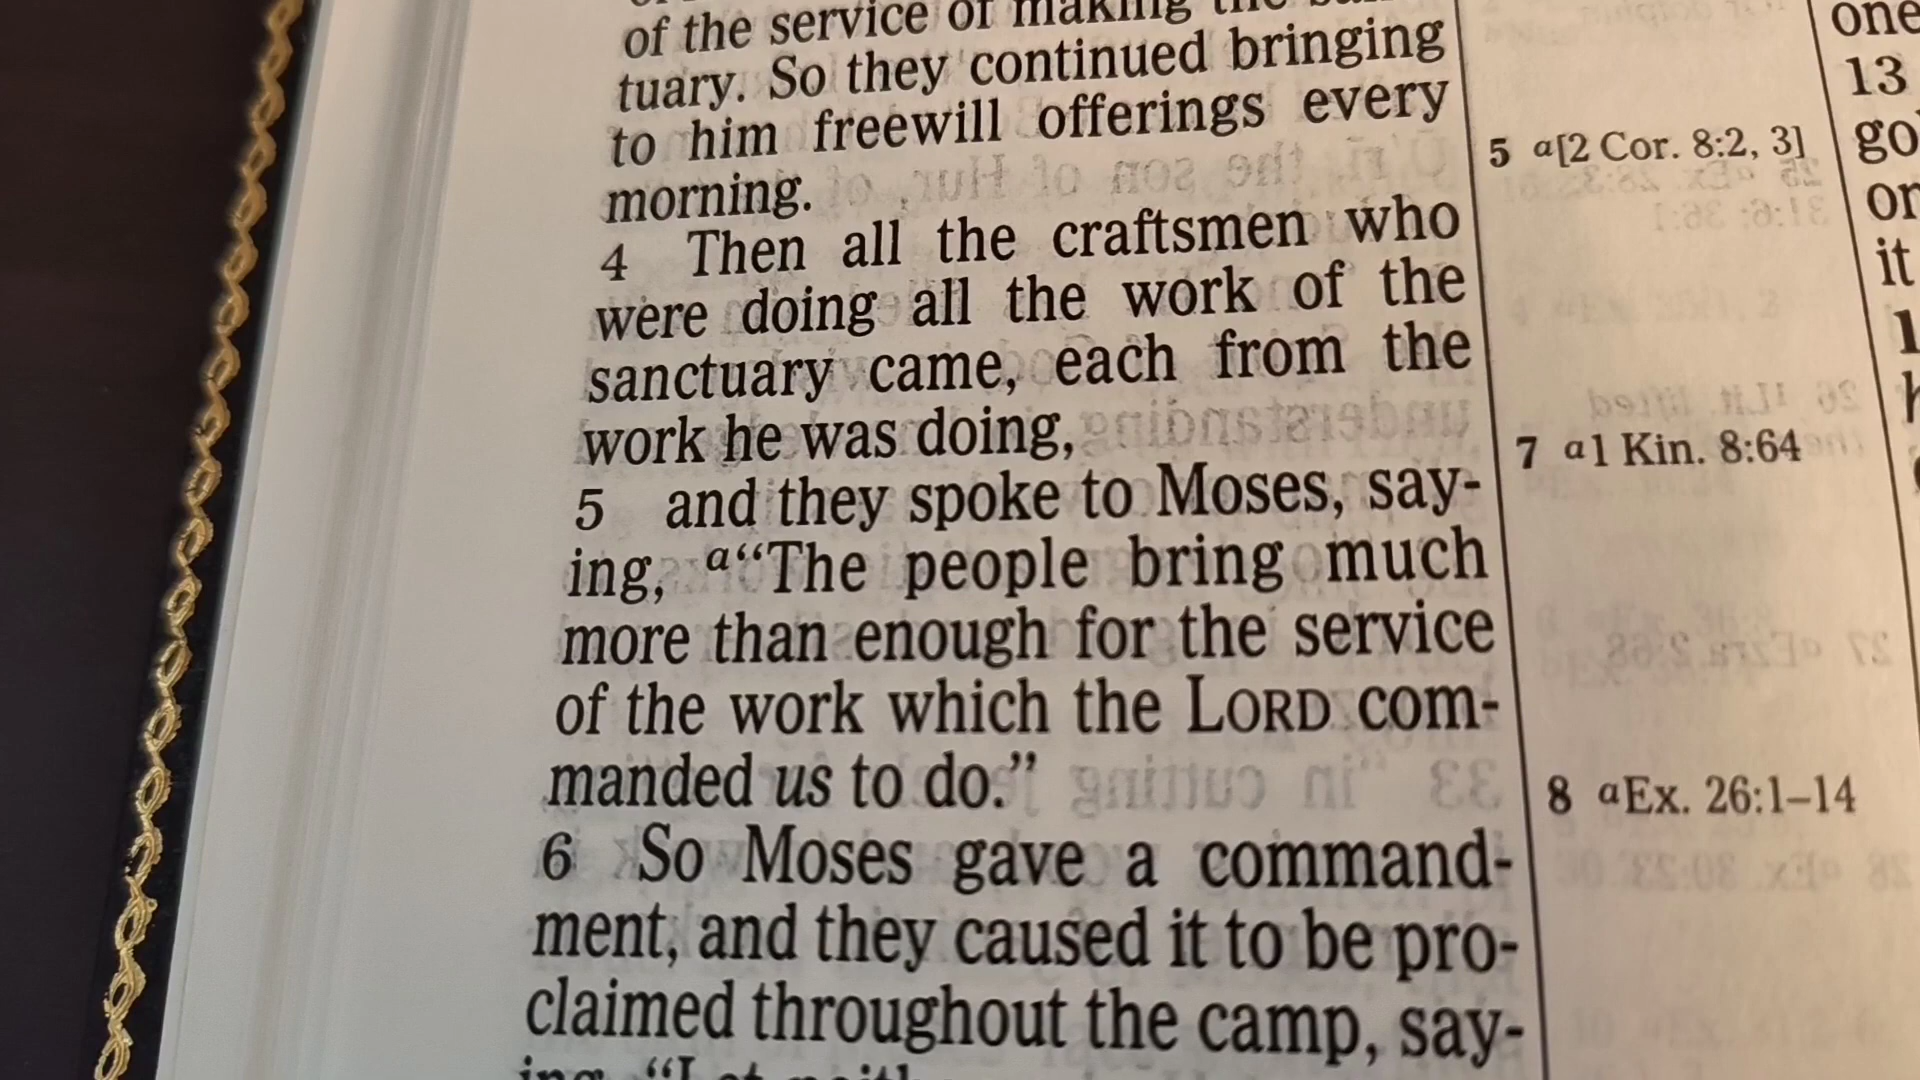 of the service of making the
tuary. So they continued bringing
to him freewill offerings every
morning.
4 Then all the craftsmen who
were doing all the work of the
sanctuary came, each from the
work he was doing,
5 and they spoke to Moses, say-
ing, a“The people bring much
more than enough for the service
of the work which the LORD com-
manded us to do.”
6 So Moses gave a command-
ment, and they caused it to be pro-
claimed throughout the camp, say-
5 a[2 Cor. 8:2, 3]
7 a1 Kin. 8:64
8 aEx. 26:1–14
one
13
go
or
it